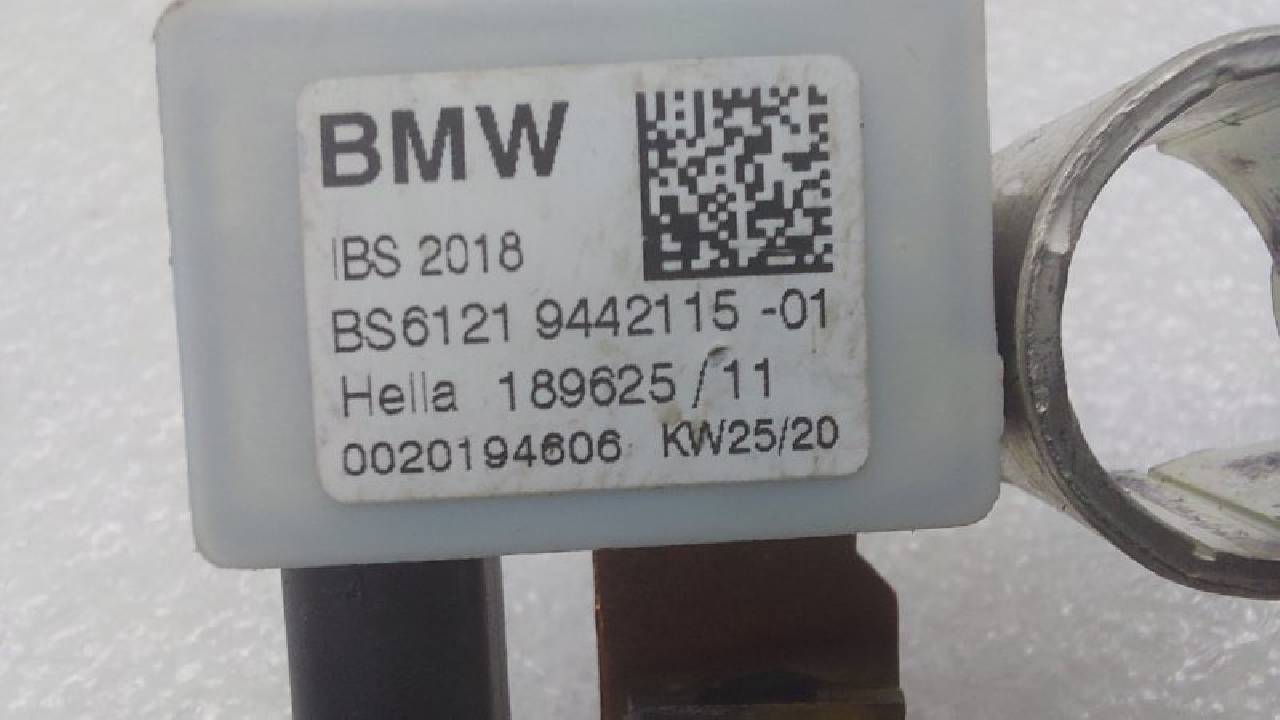 BMW
IBS 2018
BS6121 9442115 -01
Hella 189625/11
0020194606 KW25/20